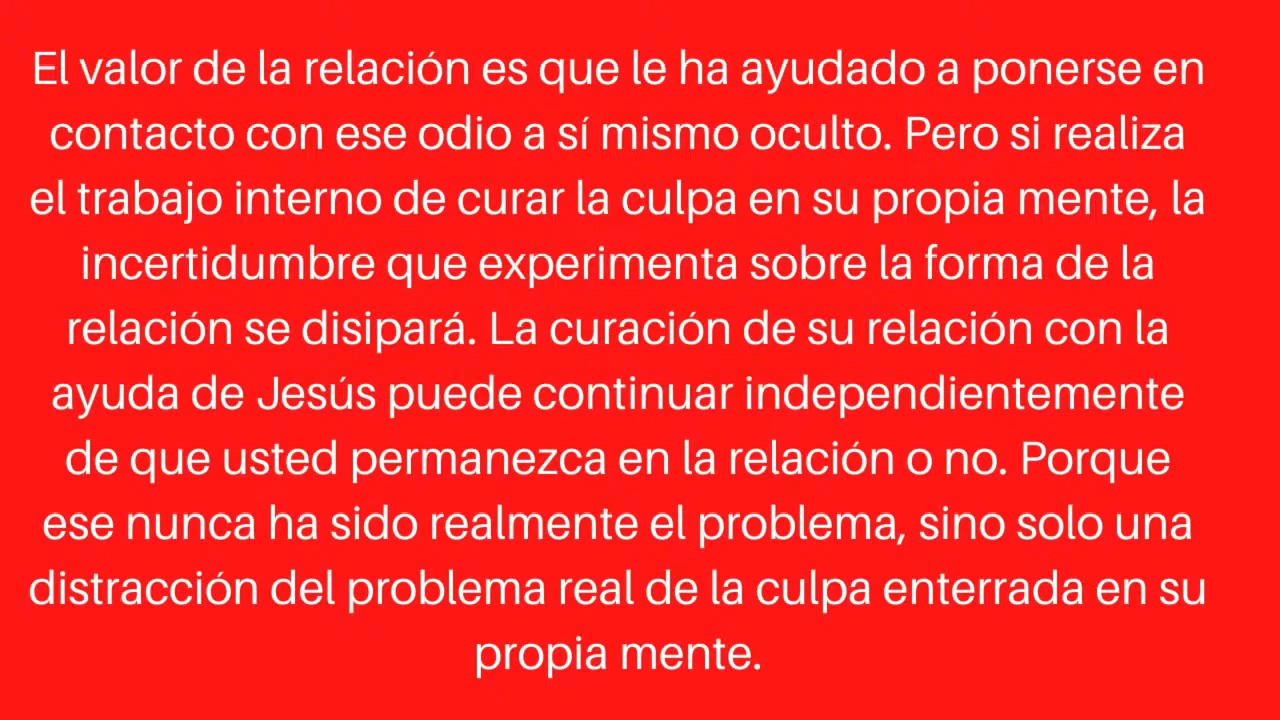 El valor de la relación es que le ha ayudado a ponerse en
contacto con ese odio a sí mismo oculto. Pero si realiza
el trabajo interno de curar la culpa en su propia mente, la
incertidumbre que experimenta sobre la forma de la
relación se disipará. La curación de su relación con la
ayuda de Jesús puede continuar independientemente
de que usted permanezca en la relación o no. Porque
ese nunca ha sido realmente el problema, sino solo una
distracción del problema real de la culpa enterrada en su
propia mente.